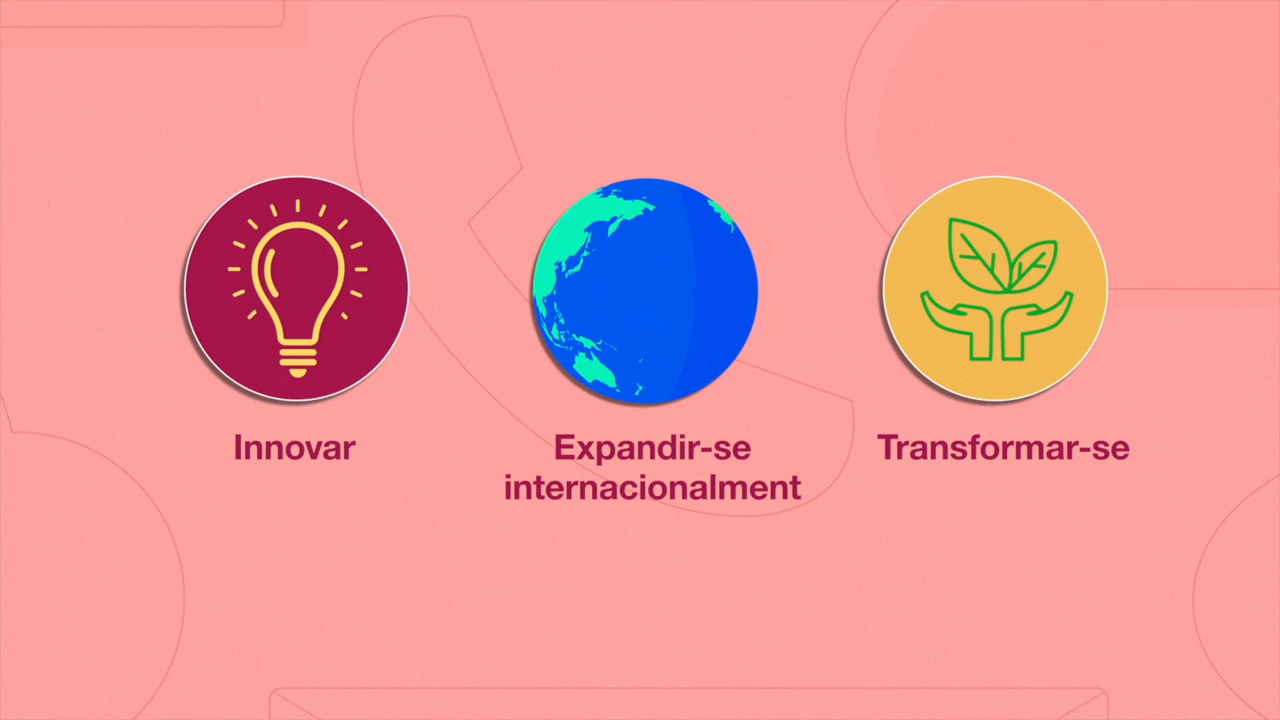 Innovar
Expandir-se
internacionalment
Transformar-se